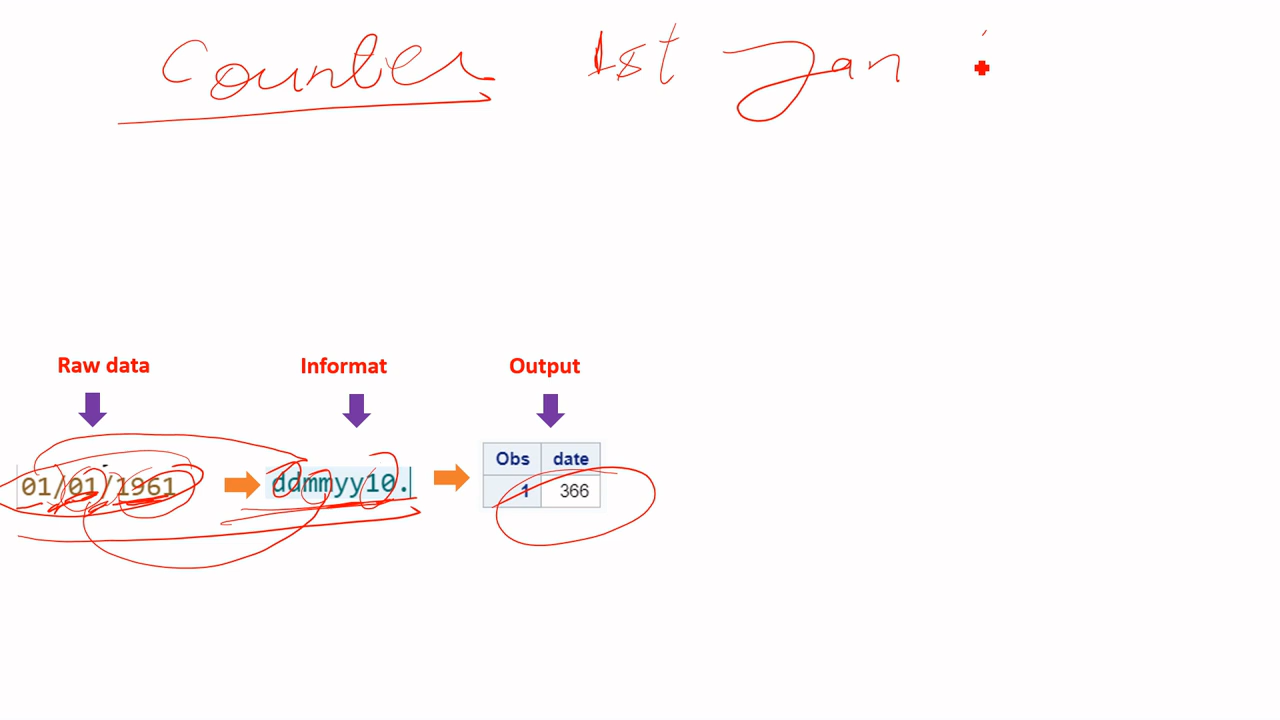 Counter 1st Jan
Raw data Informat Output
Obs date
01/01/1961 ddmmyy10. 1 366